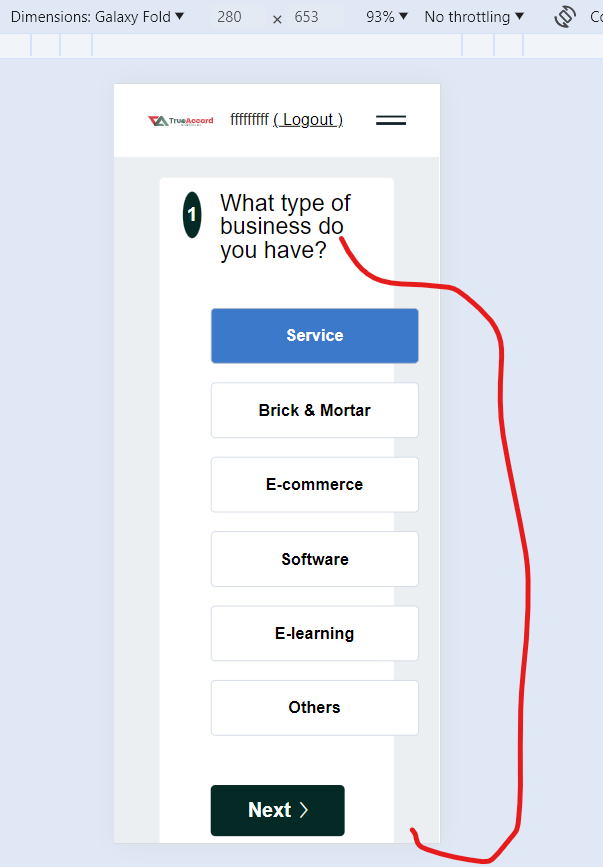 Dimensions: Galaxy Fold ▼ 280 × 653 93% ▼ No throttling ▼
TrueAccord fffffffff ( Logout )
1 What type of
business do
you have?
Service
Brick & Mortar
E-commerce
Software
E-learning
Others
Next >